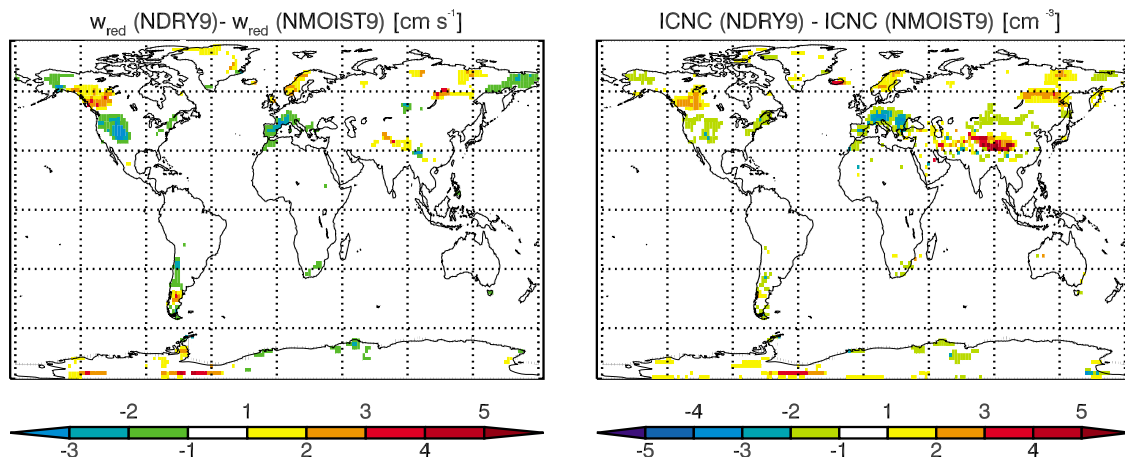 w_red (NDRY9)- w_red (NMOIST9) [cm s⁻¹]
ICNC (NDRY9) - ICNC (NMOIST9) [cm⁻³]
-2 1 3 5
-3 -1 2 4
-4 -2 1 3 5
-5 -3 -1 2 4